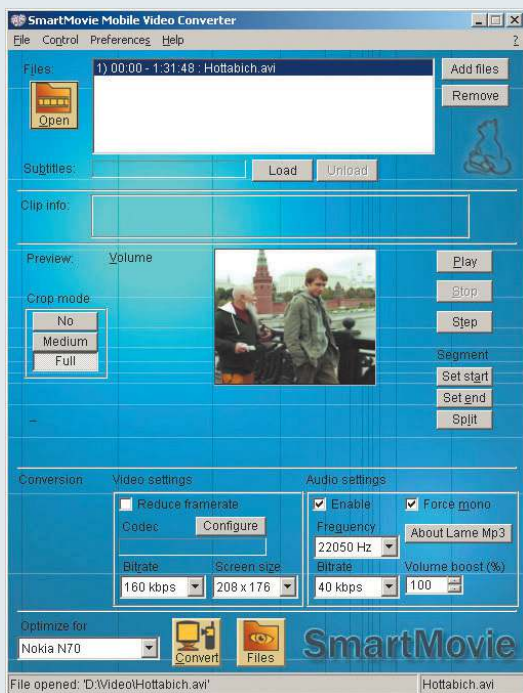 SmartMovie Mobile Video Converter
File Control Preferences Help ?
Files:
1) 00:00 - 1:31:48 : Hottabich.avi
Add files
Open
Remove
Subtitles:
Load
Unload
Clip info:
Preview:
Volume
Play
Stop
Step
Crop mode
No
Medium
Full
Segment
Set start
Set end
Split
Conversion
Video settings
Audio settings
Reduce framerate
Enable
Force mono
Codec
Configure
Frequency
22050 Hz
About Lame Mp3
Bitrate
160 kbps
Screen size
208 x 176
Bitrate
40 kbps
Volume boost (%)
100
Optimize for
Nokia N70
Convert
Files
SmartMovie
File opened: 'D:\Video\Hottabich.avi'
Hottabich.avi